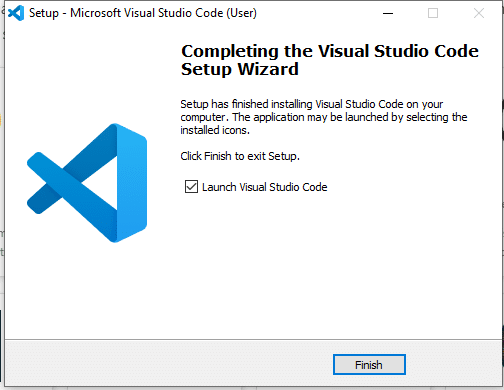 Setup - Microsoft Visual Studio Code (User)
Completing the Visual Studio Code
Setup Wizard
Setup has finished installing Visual Studio Code on your
computer. The application may be launched by selecting the
installed icons.
Click Finish to exit Setup.
Launch Visual Studio Code
Finish